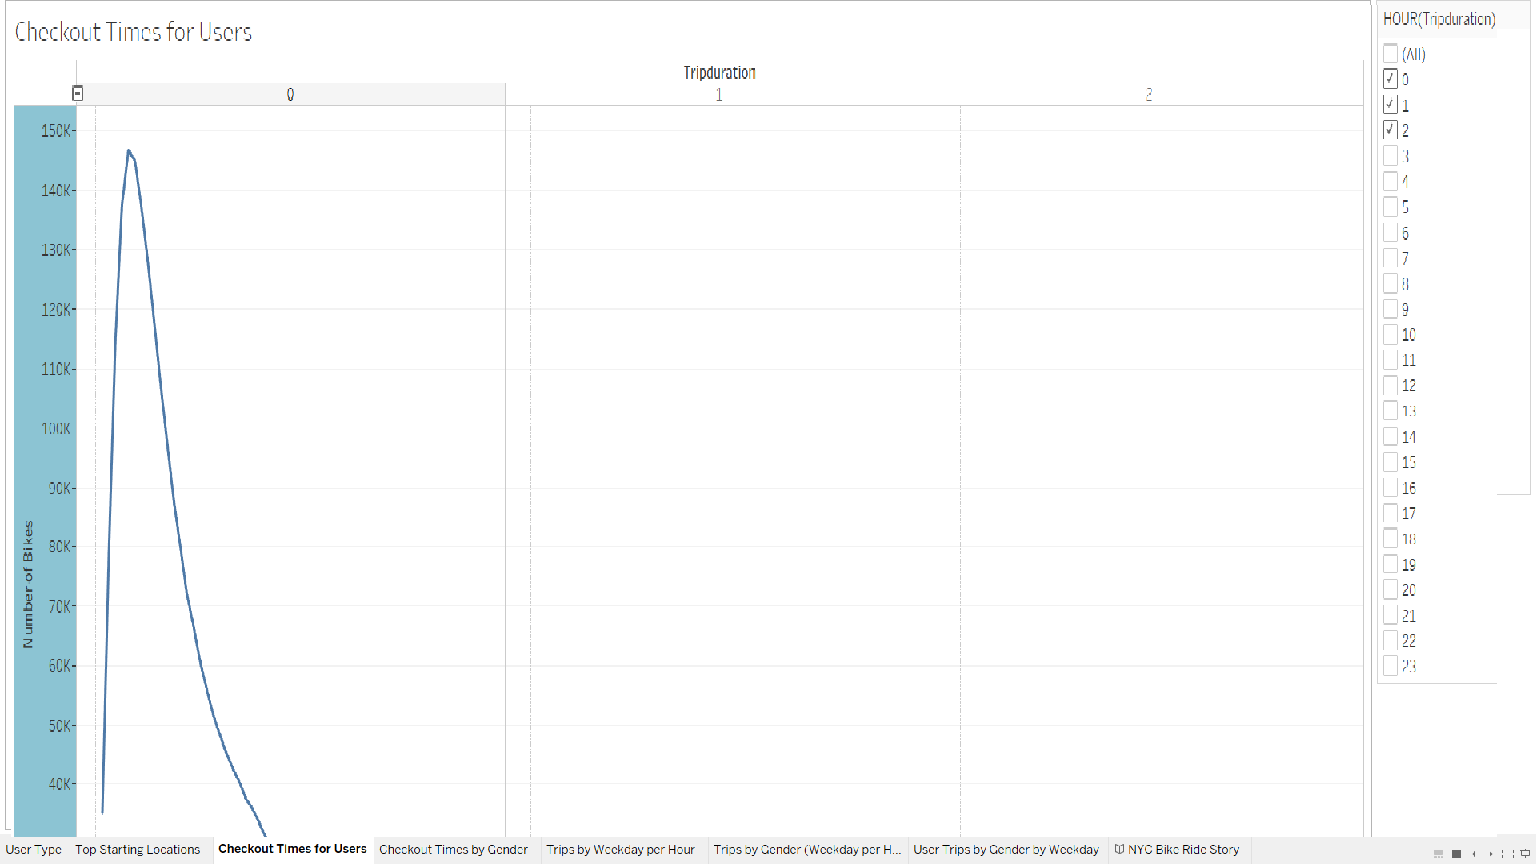 Checkout Times for Users
Tripduration
0
1
2
150K
140K
130K
120K
110K
100K
90K
80K
70K
60K
50K
40K
Number of Bikes
HOUR(Tripduration)
(All)
0
1
2
3
4
5
6
7
8
9
10
11
12
13
14
15
16
17
18
19
20
21
22
23
User Type Top Starting Locations Checkout Times for Users Checkout Times by Gender Trips by Weekday per Hour Trips by Gender (Weekday per H... User Trips by Gender by Weekday NYC Bike Ride Story